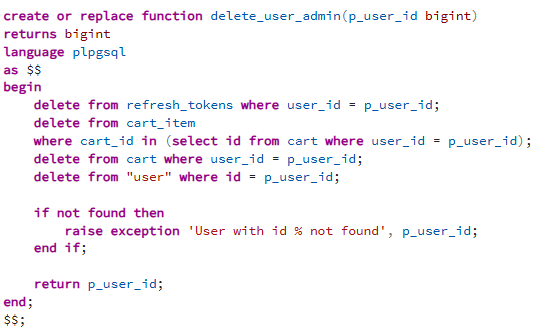 create or replace function delete_user_admin(p_user_id bigint)
returns bigint
language plpgsql
as $$
begin
    delete from refresh_tokens where user_id = p_user_id;
    delete from cart_item
    where cart_id in (select id from cart where user_id = p_user_id);
    delete from cart where user_id = p_user_id;
    delete from "user" where id = p_user_id;

    if not found then
        raise exception 'User with id % not found', p_user_id;
    end if;

    return p_user_id;
end;
$$;